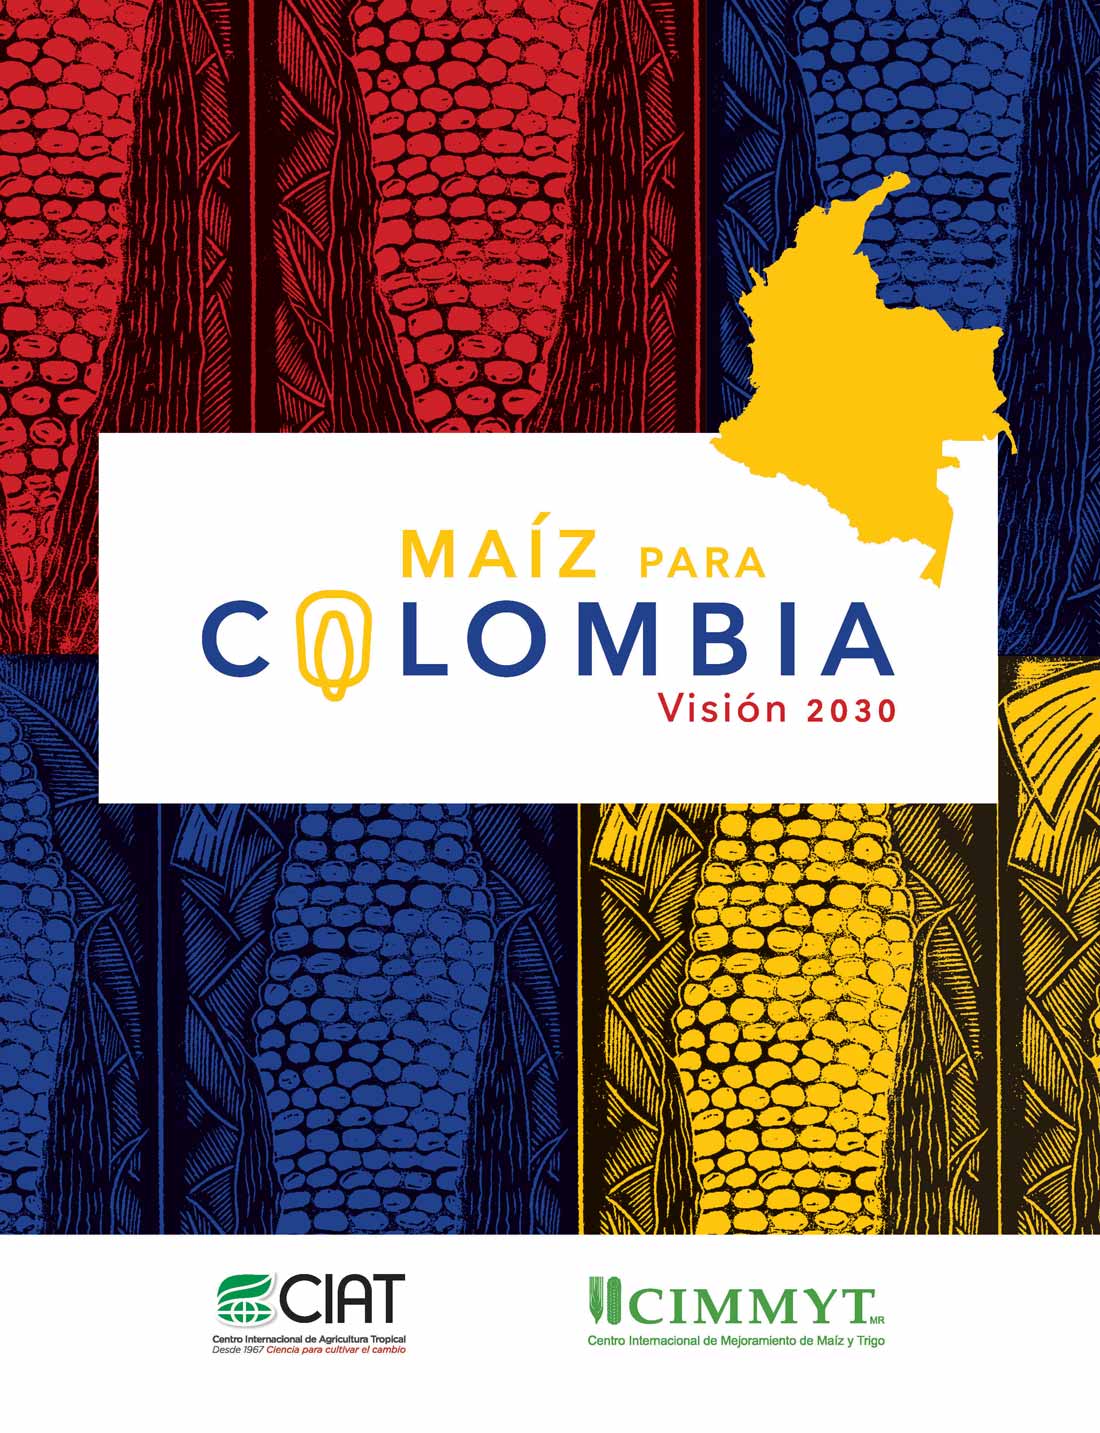 MAÍZ PARA
COLOMBIA
Visión 2030
CIAT
Centro Internacional de Agricultura Tropical
Desde 1967 Ciencia para cultivar el cambio
CIMMYT MR
Centro Internacional de Mejoramiento de Maíz y Trigo